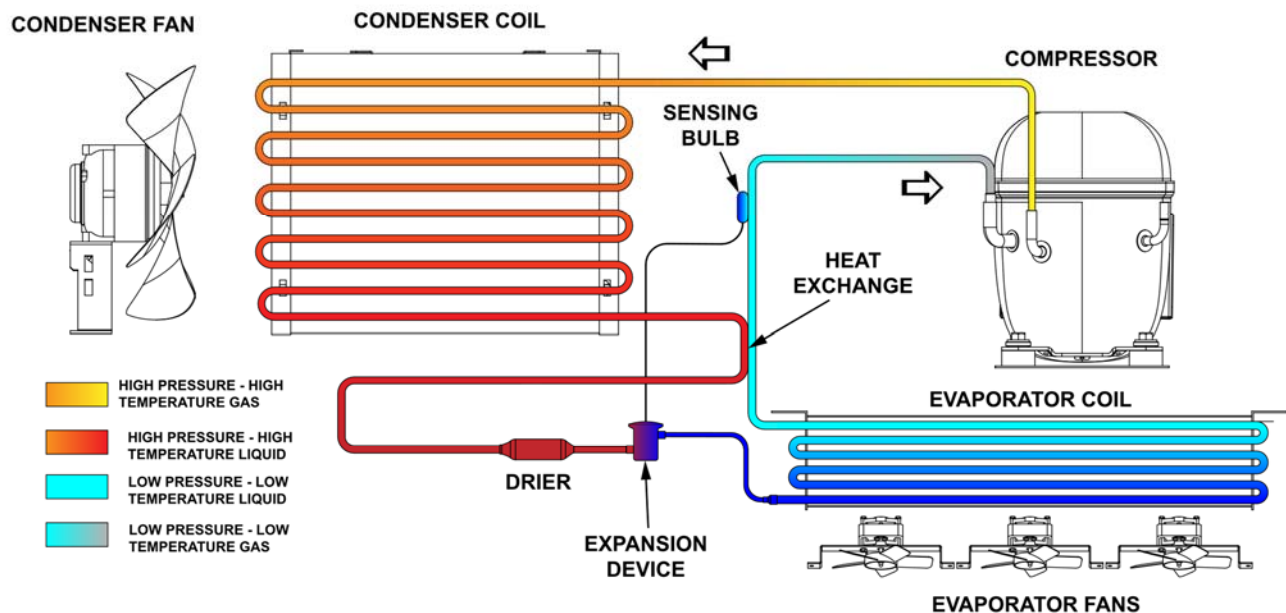 CONDENSER FAN
CONDENSER COIL
COMPRESSOR
SENSING
BULB
HEAT
EXCHANGE
HIGH PRESSURE - HIGH
TEMPERATURE GAS
HIGH PRESSURE - HIGH
TEMPERATURE LIQUID
LOW PRESSURE - LOW
TEMPERATURE LIQUID
LOW PRESSURE - LOW
TEMPERATURE GAS
EVAPORATOR COIL
DRIER
EXPANSION
DEVICE
EVAPORATOR FANS